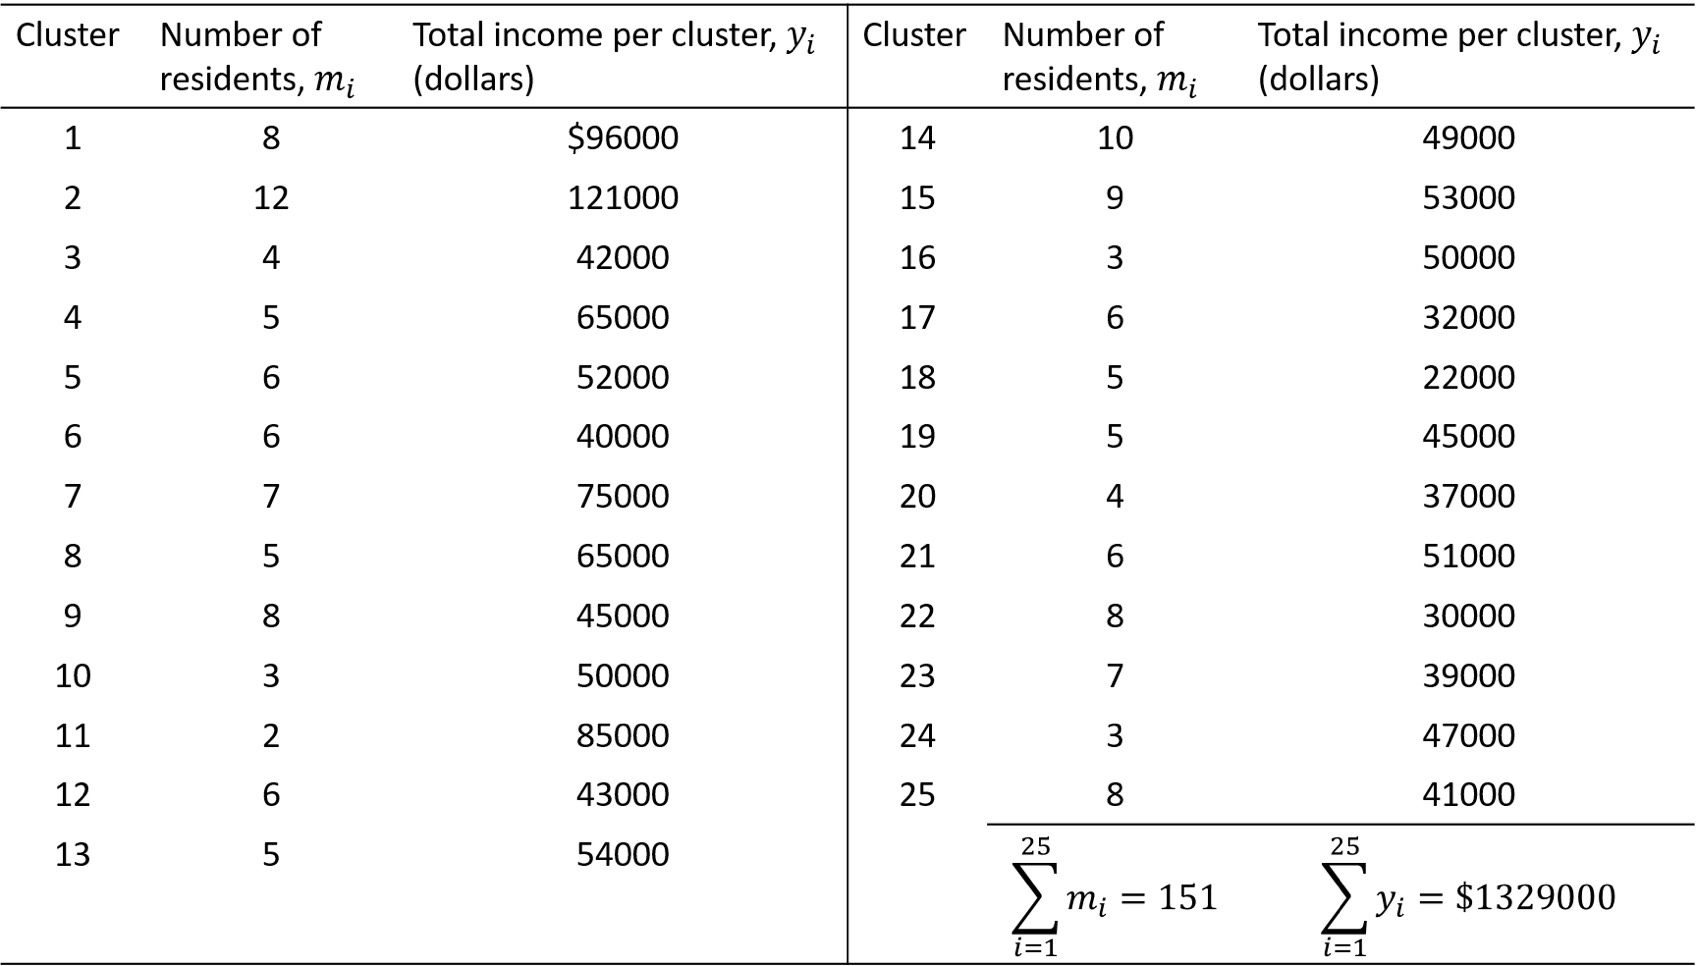 Cluster Number of residents, mᵢ Total income per cluster, yᵢ (dollars) Cluster Number of residents, mᵢ Total income per cluster, yᵢ (dollars)
1 8 $96000 14 10 49000
2 12 121000 15 9 53000
3 4 42000 16 3 50000
4 5 65000 17 6 32000
5 6 52000 18 5 22000
6 6 40000 19 5 45000
7 7 75000 20 4 37000
8 5 65000 21 6 51000
9 8 45000 22 8 30000
10 3 50000 23 7 39000
11 2 85000 24 3 47000
12 6 43000 25 8 41000
13 5 54000
25 ∑ i=1 mᵢ = 151 25 ∑ i=1 yᵢ = $1329000